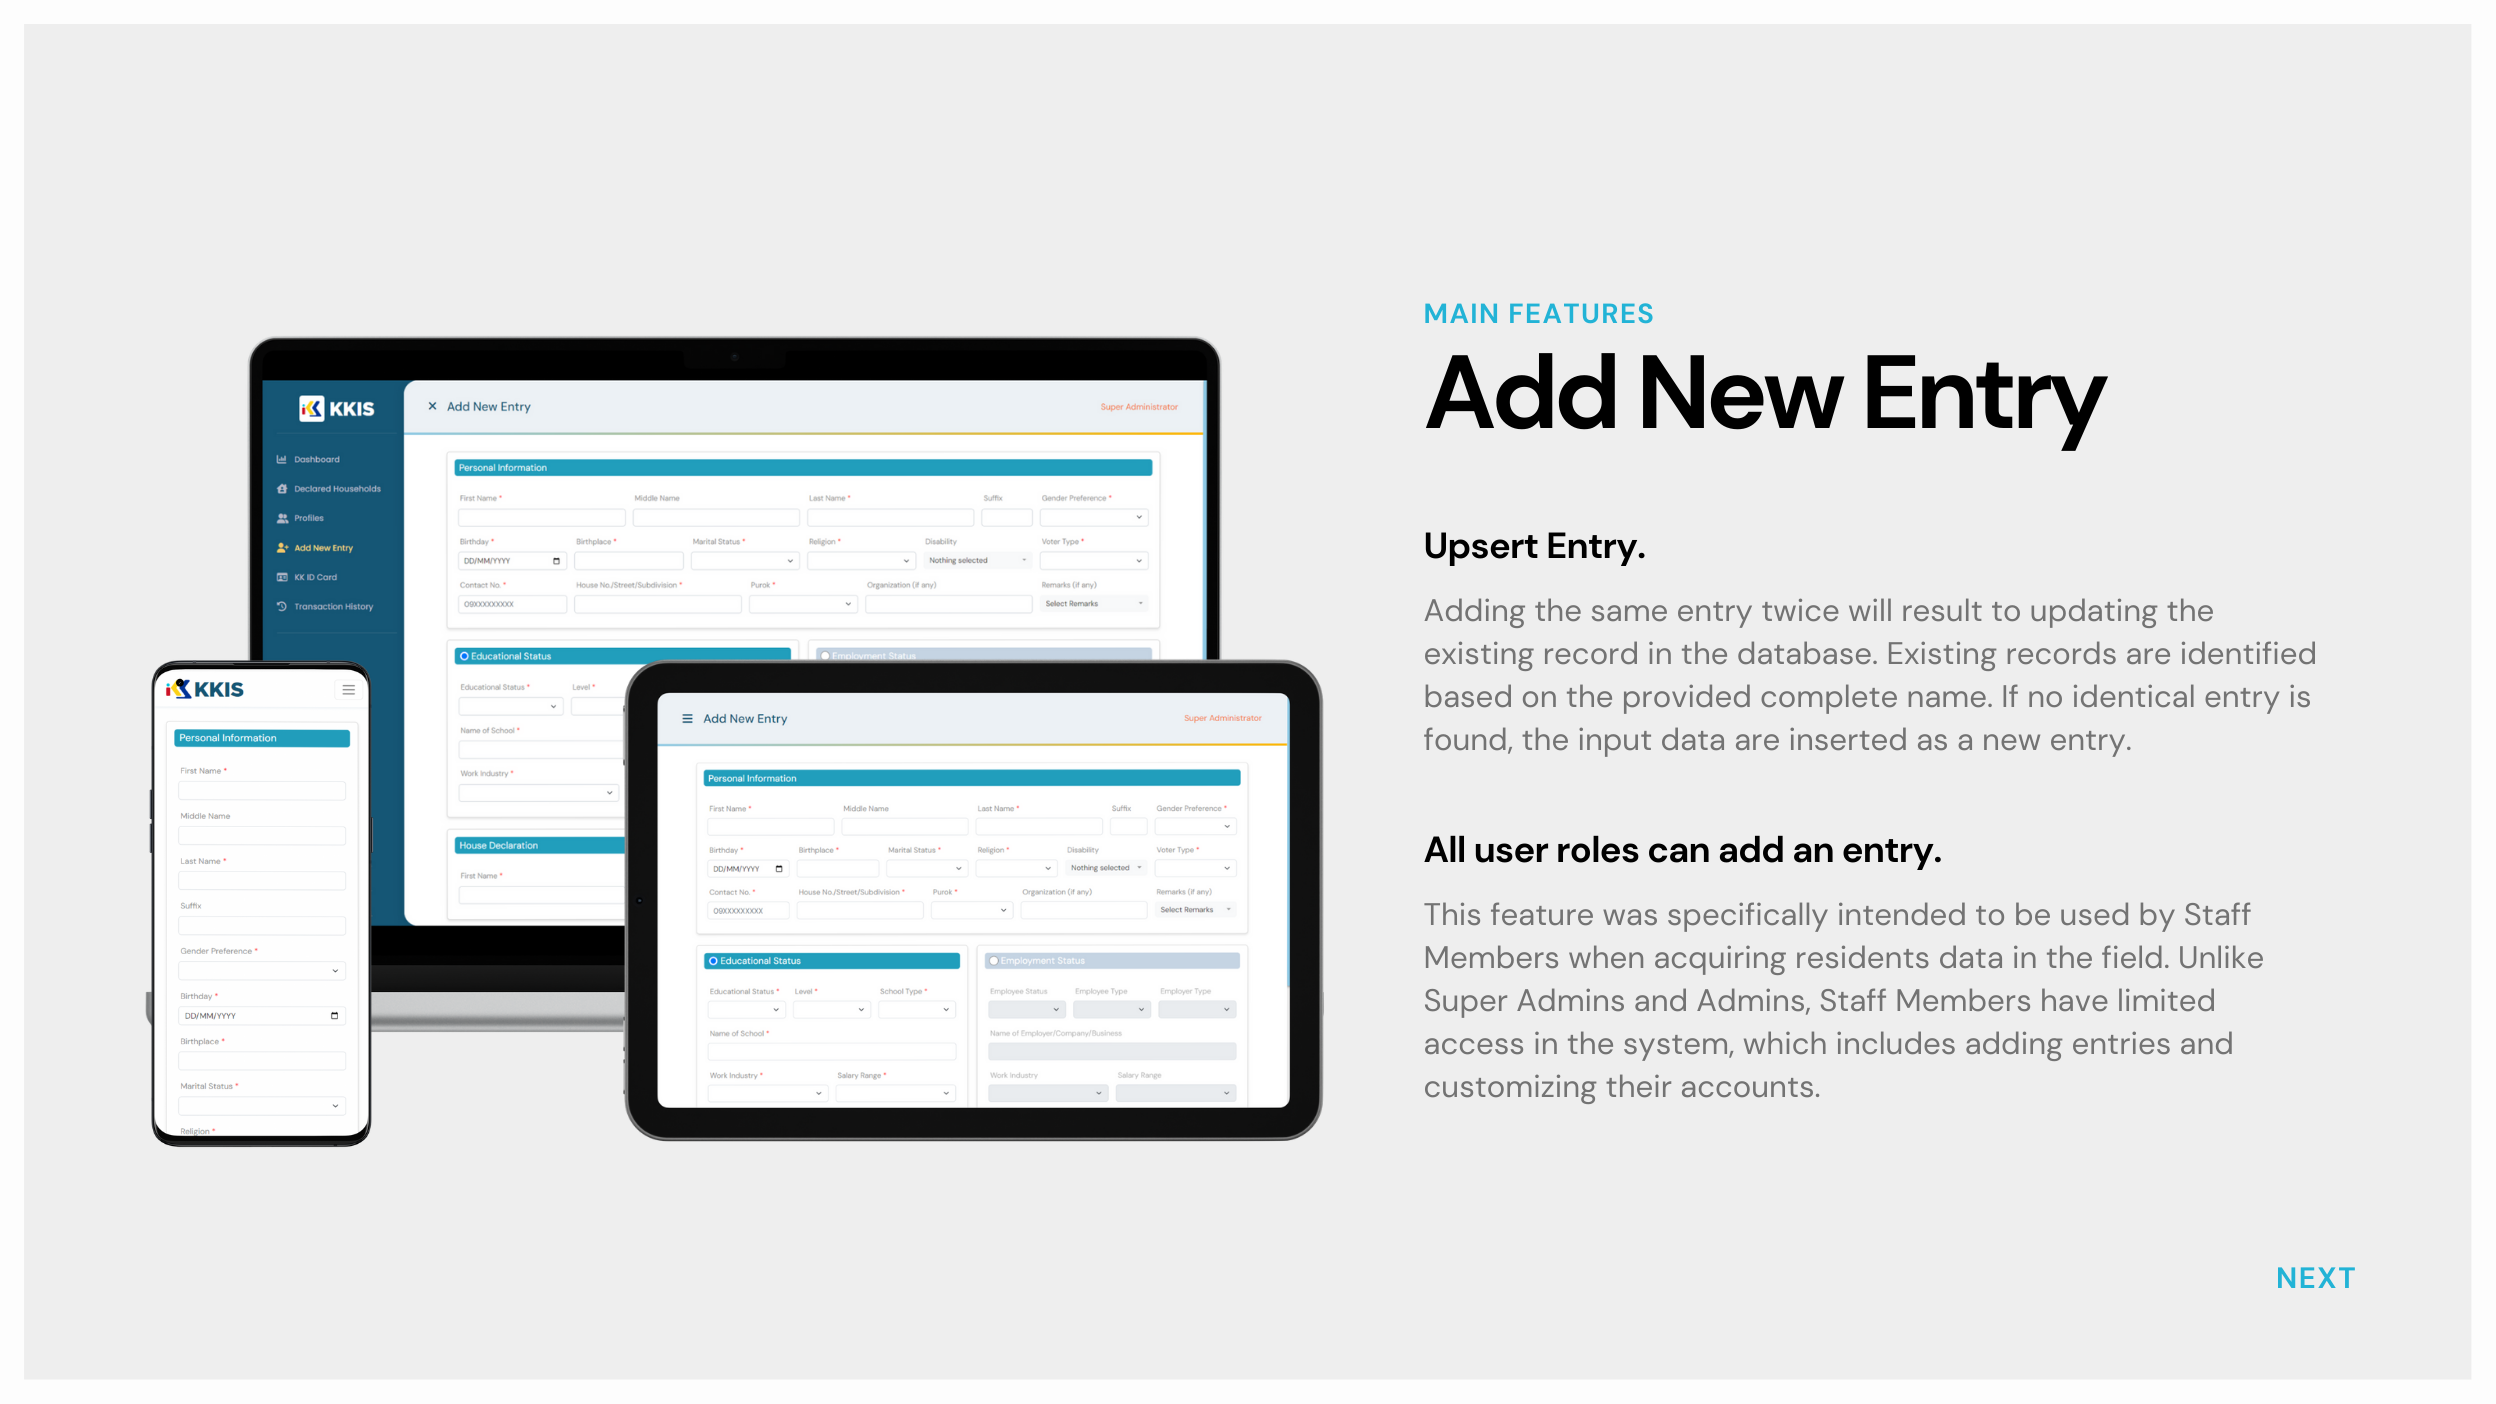 MAIN FEATURES
Add New Entry
Upsert Entry.
Adding the same entry twice will result to updating the
existing record in the database. Existing records are identified
based on the provided complete name. If no identical entry is
found, the input data are inserted as a new entry.
All user roles can add an entry.
This feature was specifically intended to be used by Staff
Members when acquiring residents data in the field. Unlike
Super Admins and Admins, Staff Members have limited
access in the system, which includes adding entries and
customizing their accounts.
NEXT
KKIS
Dashboard
Declared Households
Profiles
Add New Entry
KK ID Card
Transaction History
Add New Entry
Super Administrator
Personal Information
First Name * Middle Name Last Name * Suffix Gender Preference *
Birthday * Birthplace * Marital Status * Religion * Disability Voter Type *
DD/MM/YYYY Nothing selected
Contact No. * House No./Street/Subdivision * Purok * Organization (if any) Remarks (if any)
09XXXXXXXXX Select Remarks
Educational Status Employment Status
Educational Status * Level *
Name of School *
Work Industry *
House Declaration
First Name *
KKIS
Personal Information
First Name *
Middle Name
Last Name *
Suffix
Gender Preference *
Birthday *
DD/MM/YYYY
Birthplace *
Marital Status *
Religion *
Add New Entry Super Administrator
Personal Information
First Name * Middle Name Last Name * Suffix Gender Preference *
Birthday * Birthplace * Marital Status * Religion * Disability Voter Type *
DD/MM/YYYY Nothing selected
Contact No. * House No./Street/Subdivision * Purok * Organization (if any) Remarks (if any)
09XXXXXXXXX Select Remarks
Educational Status Employment Status
Educational Status * Level * School Type * Employee Status Employee Type Employer Type
Name of School * Name of Employer/Company/Business
Work Industry * Salary Range * Work Industry Salary Range